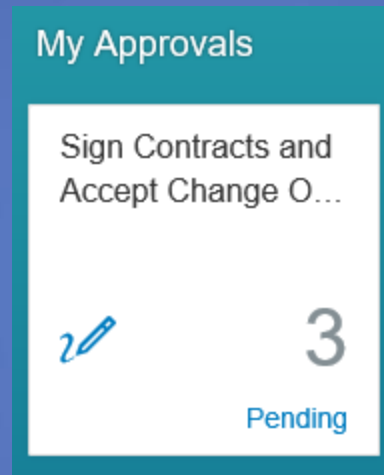 My Approvals
Sign Contracts and
Accept Change O...
3
Pending